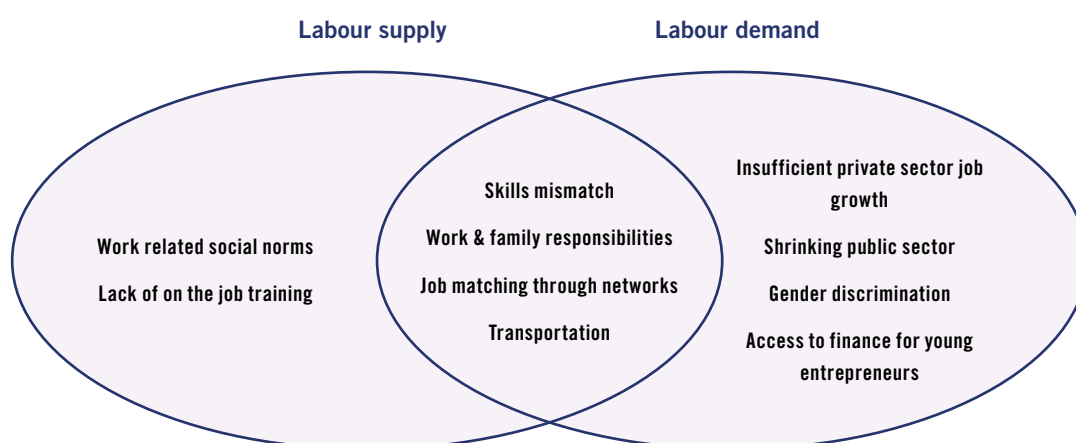 Labour supply
Labour demand
Work related social norms
Lack of on the job training
Skills mismatch
Work & family responsibilities
Job matching through networks
Transportation
Insufficient private sector job
growth
Shrinking public sector
Gender discrimination
Access to finance for young
entrepreneurs